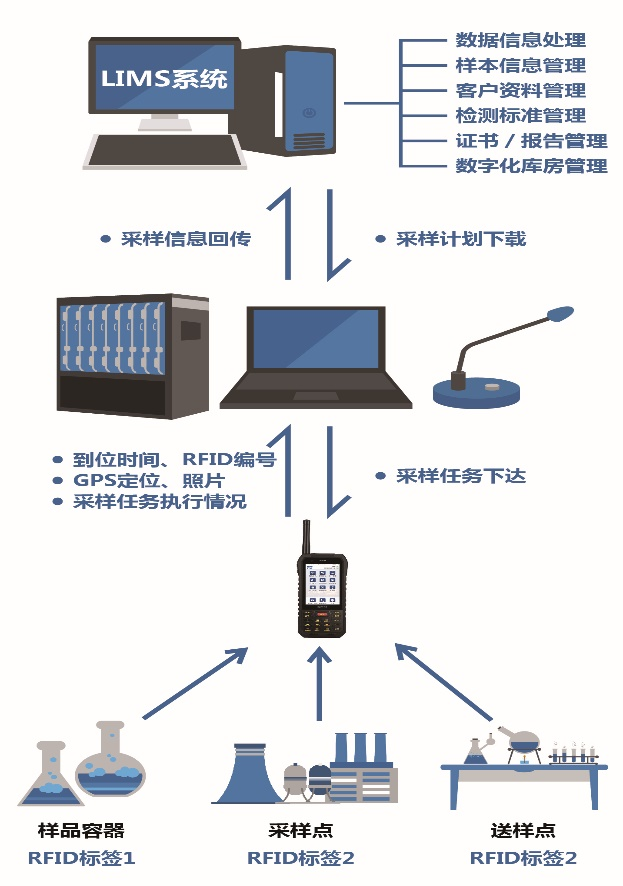 LIMS系统
数据信息处理
样本信息管理
客户资料管理
检测标准管理
证书 / 报告管理
数字化库房管理
• 采样信息回传
• 采样计划下载
• 到位时间、RFID编号
• GPS定位、照片
• 采样任务执行情况
• 采样任务下达
样品容器
RFID标签1
采样点
RFID标签2
送样点
RFID标签2